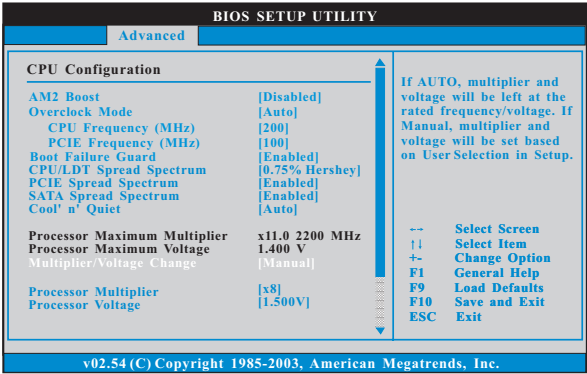 BIOS SETUP UTILITY
Advanced
CPU Configuration
AM2 Boost [Disabled]
Overclock Mode [Auto]
CPU Frequency (MHz) [200]
PCIE Frequency (MHz) [100]
Boot Failure Guard [Enabled]
CPU/LDT Spread Spectrum [0.75% Hershey]
PCIE Spread Spectrum [Enabled]
SATA Spread Spectrum [Enabled]
Cool' n' Quiet [Auto]
Processor Maximum Multiplier x11.0 2200 MHz
Processor Maximum Voltage 1.400 V
Multiplier/Voltage Change [Manual]
Processor Multiplier [x8]
Processor Voltage [1.500V]
If AUTO, multiplier and
voltage will be left at the
rated frequency/voltage. If
Manual, multiplier and
voltage will be set based
on User Selection in Setup.
←→ Select Screen
↑↓ Select Item
+- Change Option
F1 General Help
F9 Load Defaults
F10 Save and Exit
ESC Exit
v02.54 (C) Copyright 1985-2003, American Megatrends, Inc.